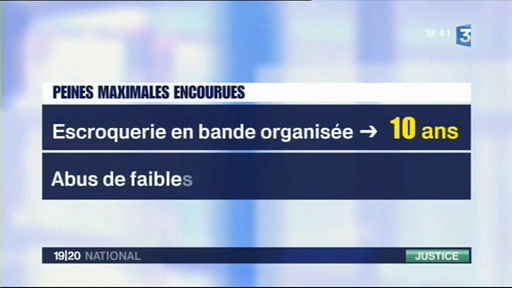 19:41 3
PEINES MAXIMALES ENCOURUES
Escroquerie en bande organisée → 10 ans
Abus de faibles
19|20 NATIONAL JUSTICE